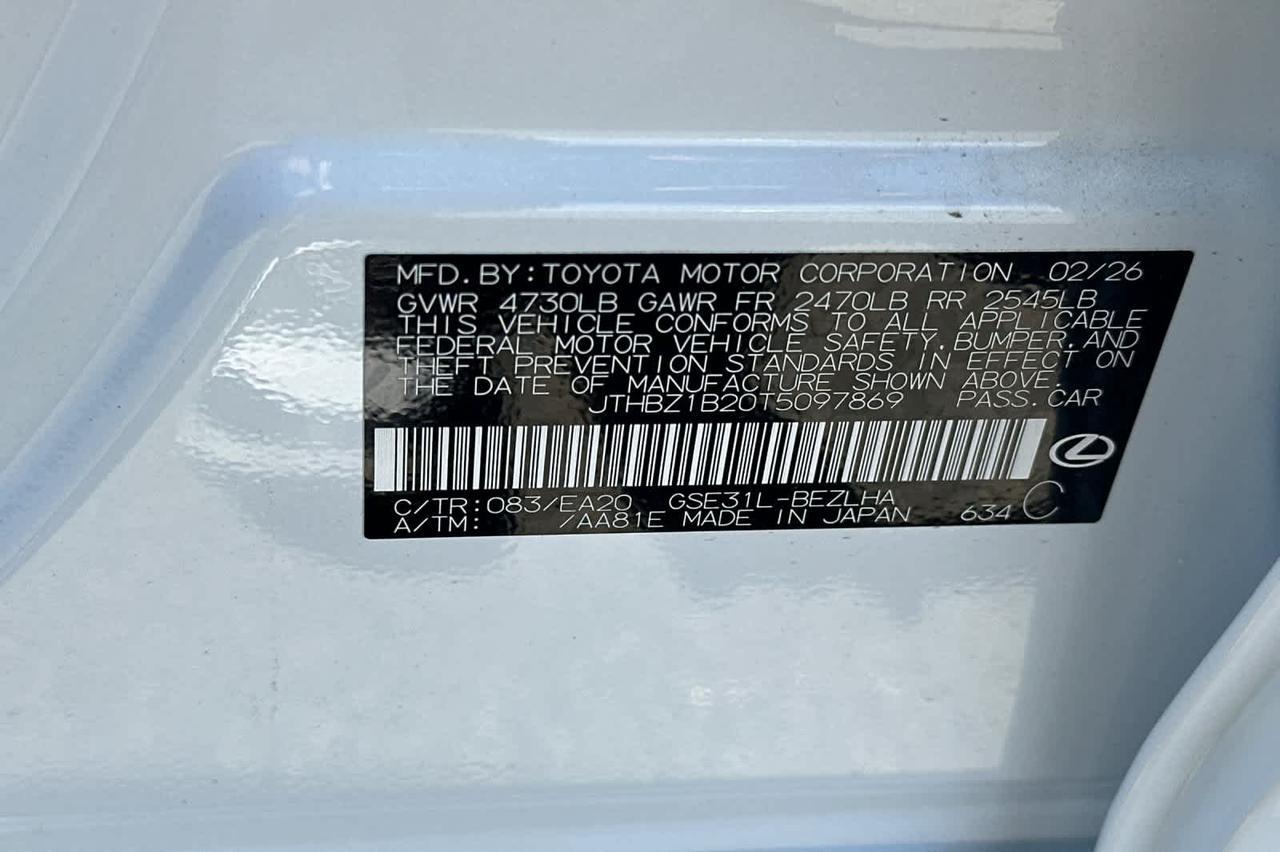 MFD.BY:TOYOTA MOTOR CORPORATION 02/26
GVWR 4730LB GAWR FR 2470LB RR 2545LB
THIS VEHICLE CONFORMS TO ALL APPLICABLE
FEDERAL MOTOR VEHICLE SAFETY,BUMPER,AND
THEFT PREVENTION STANDARDS IN EFFECT ON
THE DATE OF MANUFACTURE SHOWN ABOVE.
JTHBZ1B20T5097869 PASS.CAR
C/TR:083/EA20 GSE31L-BEZLHA
A/TM: /AA81E MADE IN JAPAN 634 C